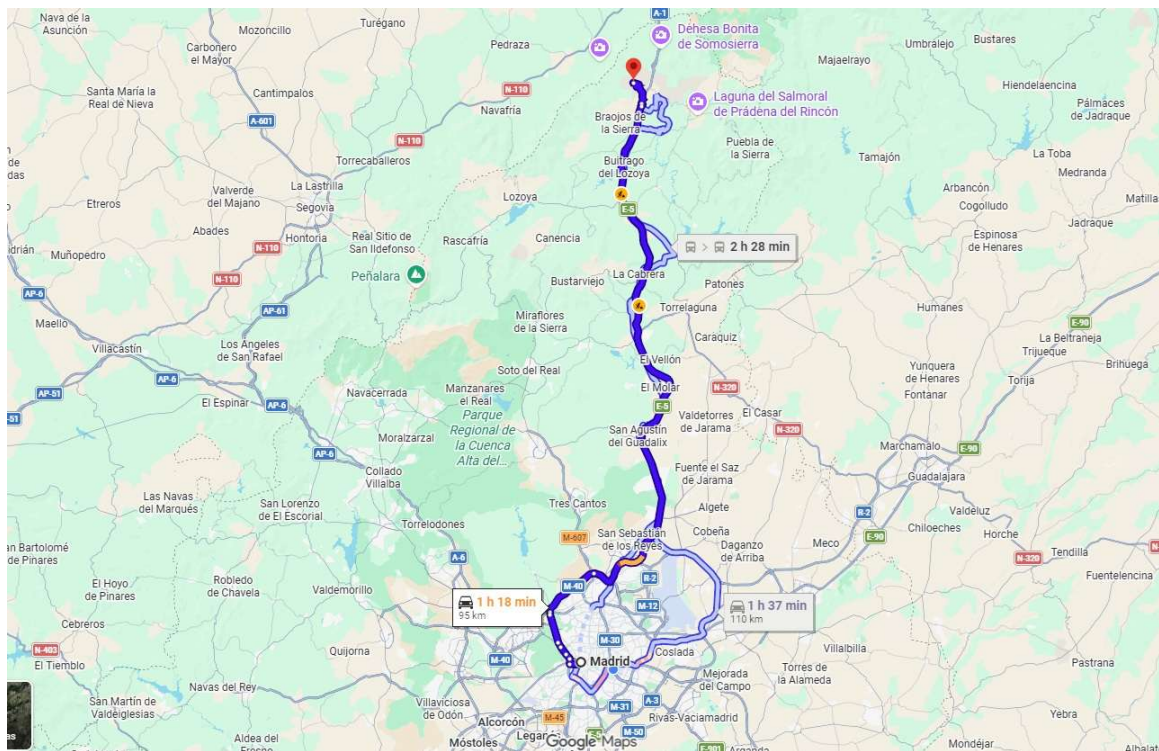 Nava de la
Asunción
Mozoncillo
Turégano
A-1
Dehesa Bonita
de Somosierra
Umbralejo
Bustares
Carbonero
el Mayor
Pedraza
N-110
Majaelrayo
Hiendelaencina
Santa María la
Real de Nieva
Cantimpalos
Navafría
Laguna del Salmoral
de Prádena del Rincón
Pálmaces
de Jadraque
A-601
Braojos de
la Sierra
Puebla de
la Sierra
N-110
Torrecaballeros
Buitrago
del Lozoya
Tamajón
La Toba
Medranda
La Lastrilla
Segovia
Valverde
del Majano
Etreros
Lozoya
E-5
Arbancón
Cogolludo
Matillas
Jadraque
Abades
Hontoria
Real Sitio de
San Ildefonso
Rascafría
Canencia
Espinosa
de Henares
Muñopedro
N-110
N-110
2 h 28 min
Peñalara
La Cabrera
Bustarviejo
Patones
AP-6
AP-6
AP-61
Torrelaguna
Humanes
Maello
Miraflores
de la Sierra
Caraquiz
E-90
La Beltraneja
Trijueque
Villacastín
Los Angeles
de San Rafael
El Vellón
Brihuega
AP-6
AP-6
Soto del Real
Yunquera
de Henares
Fontanar
Torija
AP-51
Navacerrada
Manzanares
el Real
El Molar
N-320
El Espinar
AP-6
Parque
Regional de
la Cuenca
Alta del...
E-5
Valdetorres
de Jarama
El Casar
N-320
-51
Moralzarzal
San Agustín
del Guadalix
Marchamalo
E-90
AP-6
Collado
Villalba
Fuente el Saz
de Jarama
Guadalajara
Las Navas
del Marqués
San Lorenzo
de El Escorial
Tres Cantos
Algete
R-2
Valdeluz
Torrelodones
M-607
San Sebastián
de los Reyes
Cobeña
Chiloeches
Horche
an Bartolomé
de Pinares
A-6
Daganzo
de Arriba
Meco
E-90
N-320
Tendilla
El Hoyo
de Pinares
Robledo
de Chavela
Valdemorillo
M-40
R-2
Fuentelencina
1 h 18 min
95 km
M-12
1 h 37 min
110 km
Cebreros
M-30
N-403
El Tiemblo
Quijorna
M-40
Madrid
Coslada
Villalbilla
Pastrana
Navas del Rey
Mejorada
del Campo
Torres de
la Alameda
San Martín de
Valdeiglesias
Villaviciosa
de Odón
A-3
M-31
Alcorcón
M-45
Rivas-Vaciamadrid
Yebra
Aldea del
M-50
Móstoles
E-5
Google Maps
E-901
Mondéjar